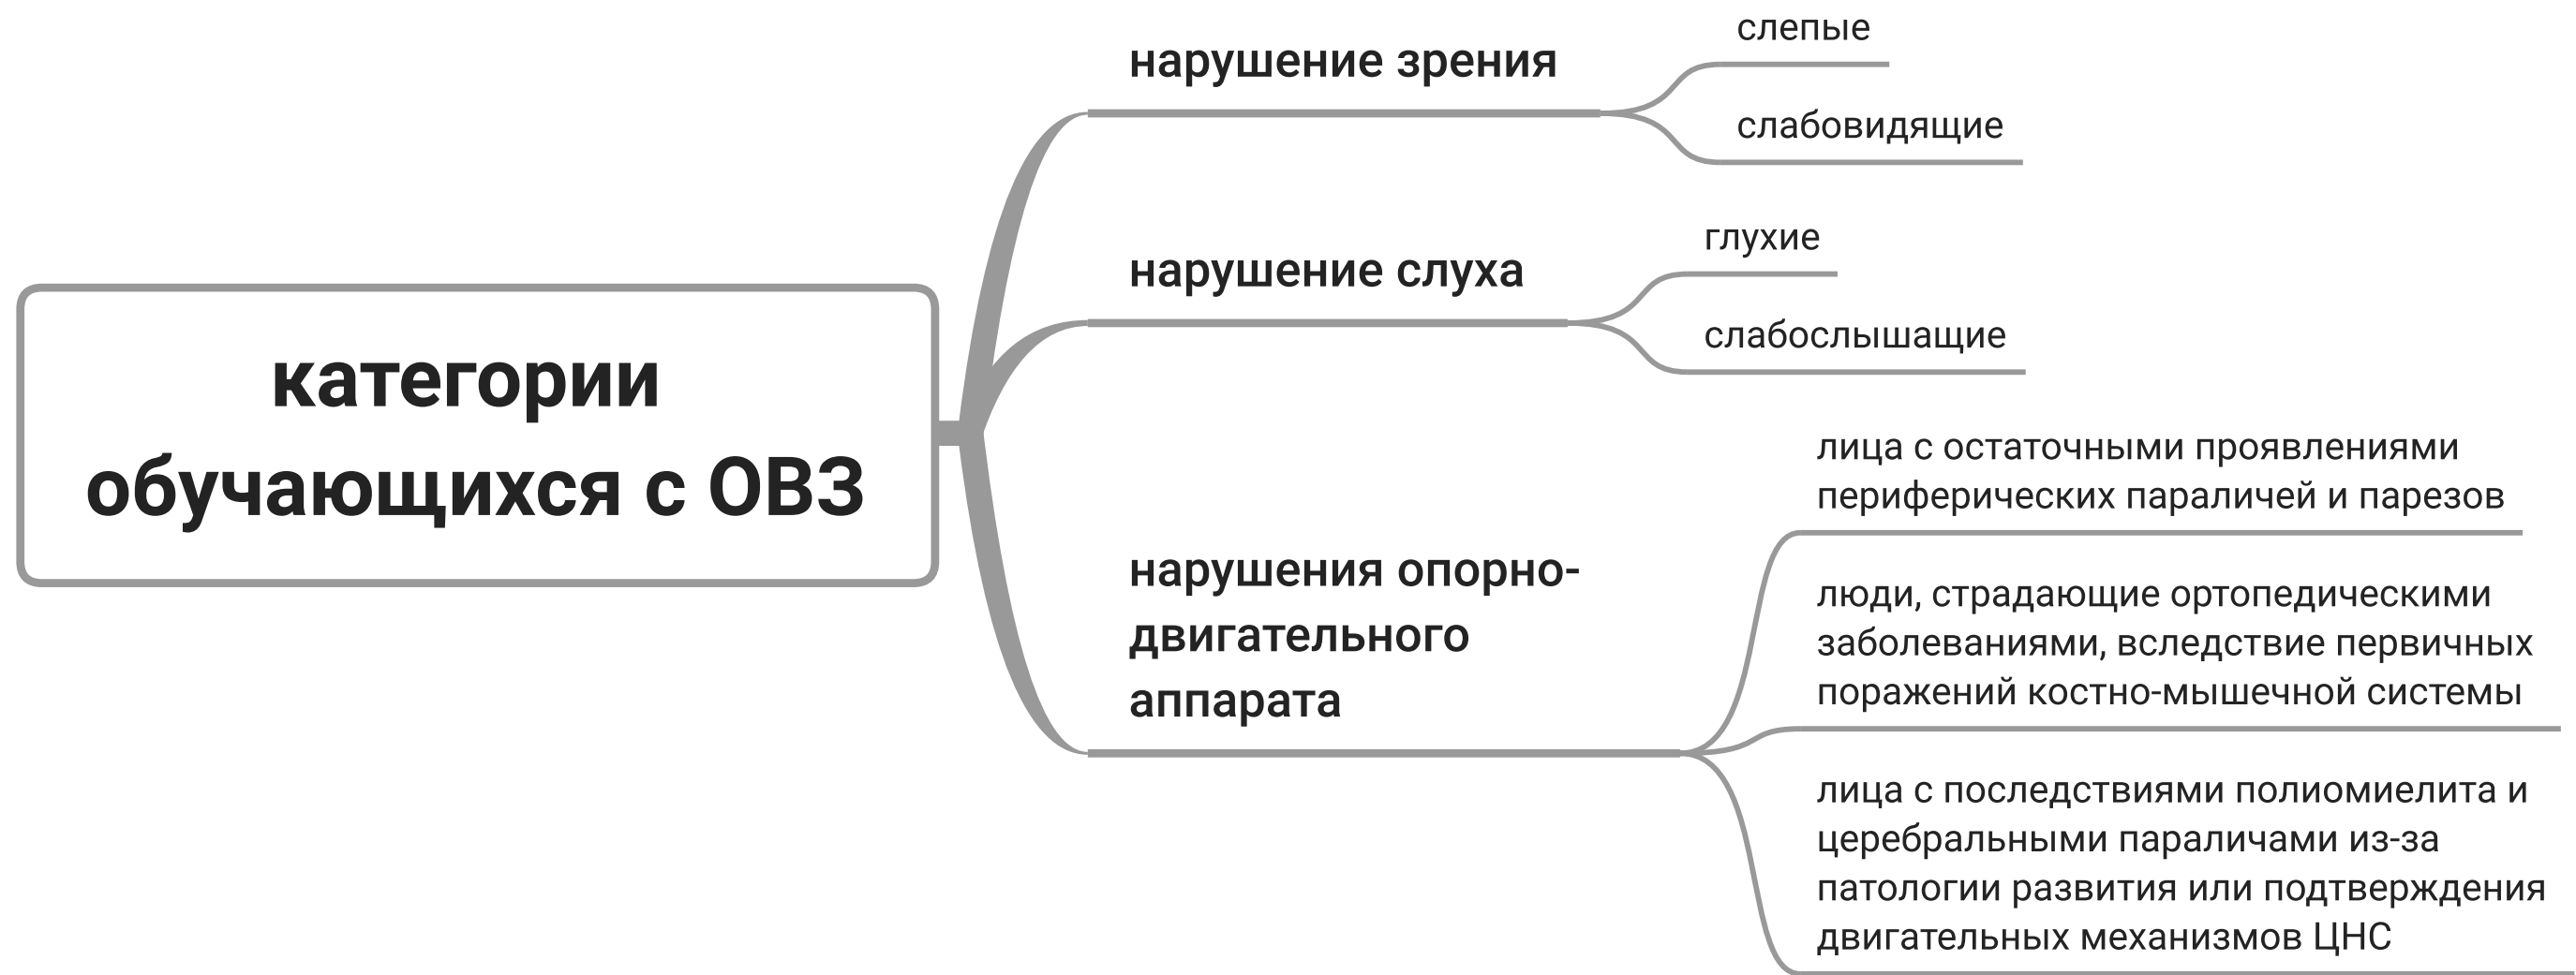 категории
обучающихся с ОВЗ
нарушение зрения
слепые
слабовидящие
нарушение слуха
глухие
слабослышащие
нарушения опорно-
двигательного
аппарата
лица с остаточными проявлениями
периферических параличей и парезов
люди, страдающие ортопедическими
заболеваниями, вследствие первичных
поражений костно-мышечной системы
лица с последствиями полиомиелита и
церебральными параличами из-за
патологии развития или подтверждения
двигательных механизмов ЦНС